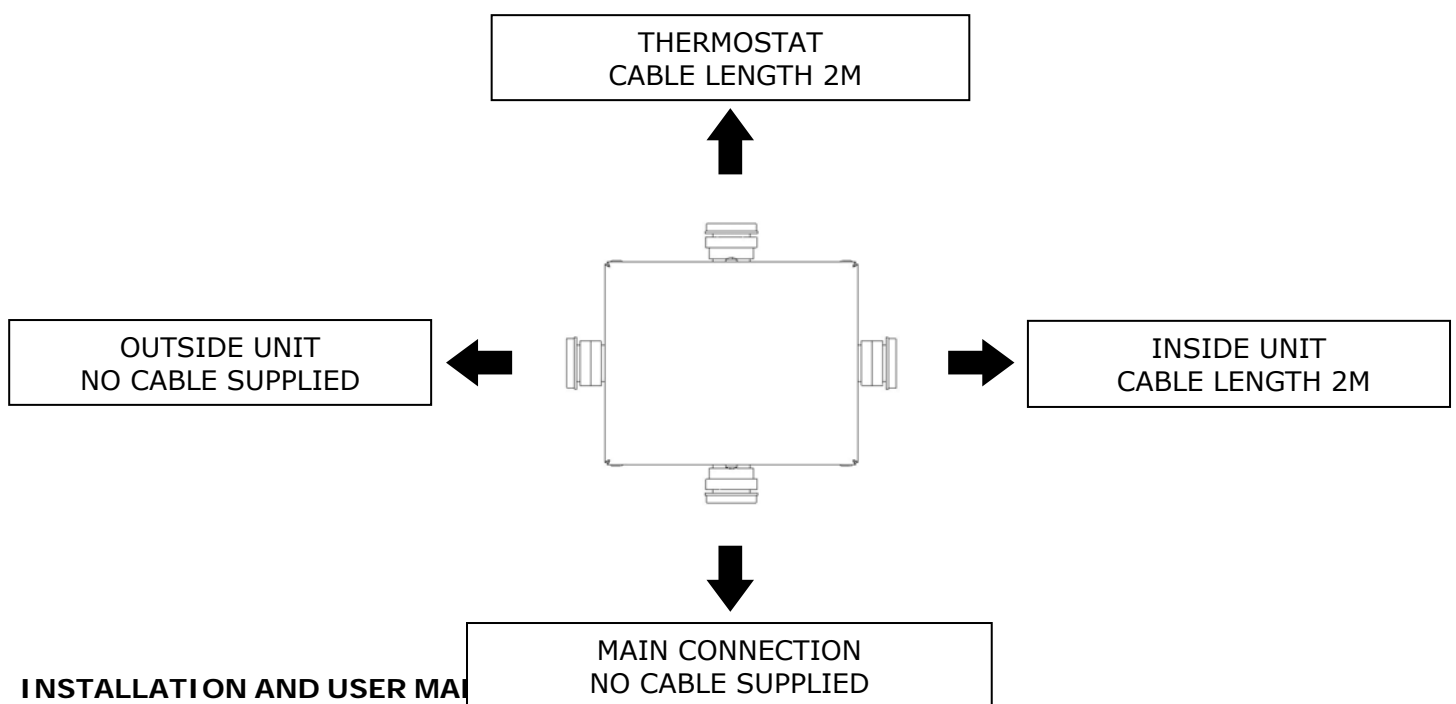 THERMOSTAT
CABLE LENGTH 2M
OUTSIDE UNIT
NO CABLE SUPPLIED
INSIDE UNIT
CABLE LENGTH 2M
MAIN CONNECTION
NO CABLE SUPPLIED
INSTALLATION AND USER